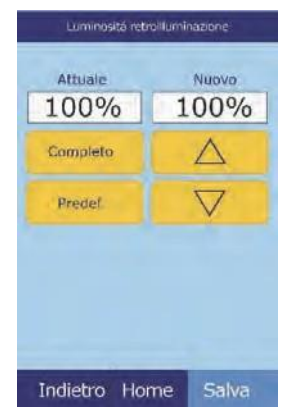 Luminosità retroilluminazione
Attuale Nuovo
100% 100%
Completo
Predef.
Indietro Home Salva